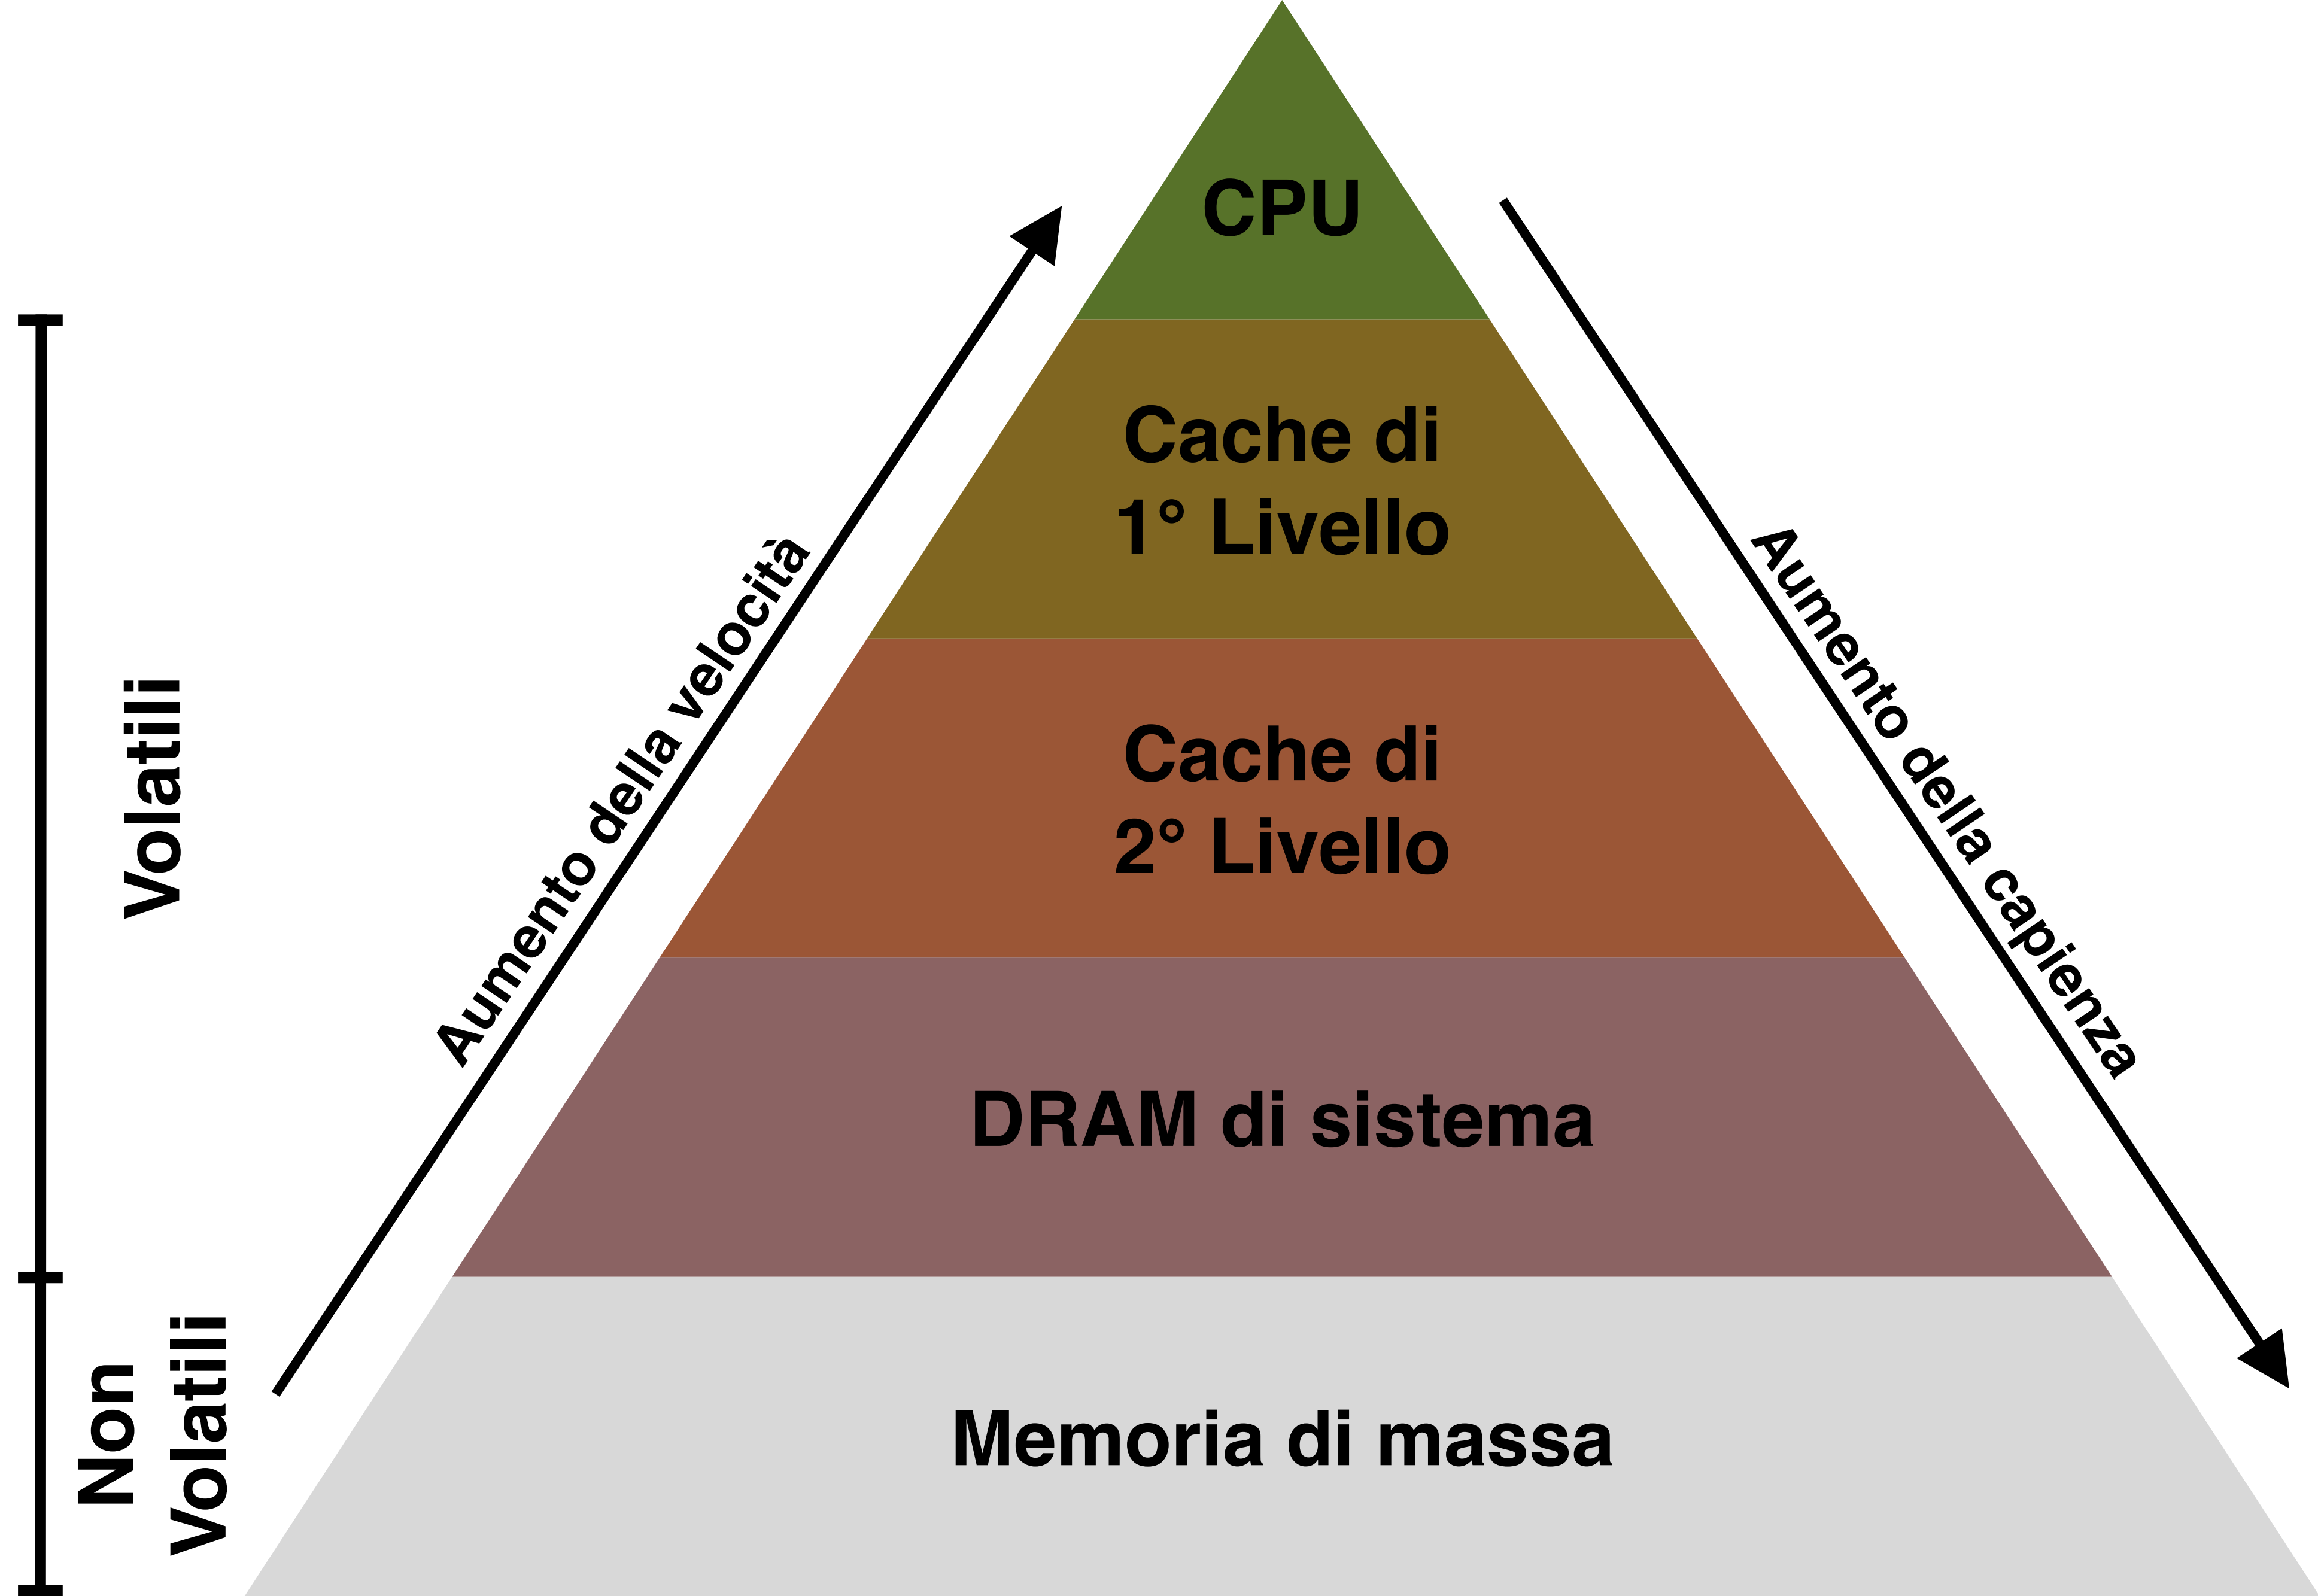 CPU
Cache di
1° Livello
Cache di
2° Livello
DRAM di sistema
Memoria di massa
Volatili
Non
Volatili
Aumento della velocità
Aumento della capienza